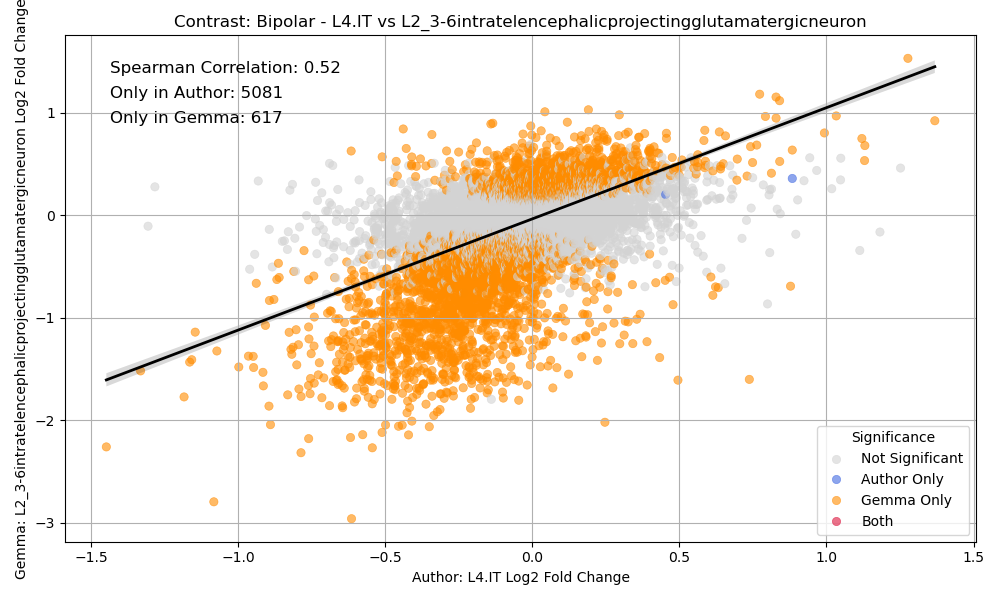 Contrast: Bipolar - L4.IT vs L2_3-6intratelencephalicprojectingglutamatergicneuron
Gemma: L2_3-6intratelencephalicprojectingglutamatergicneuron Log2 Fold Change
Spearman Correlation: 0.52
Only in Author: 5081
Only in Gemma: 617
1
0
−1
−2
−3
Significance
Not Significant
Author Only
Gemma Only
Both
−1.5
−1.0
−0.5
0.0
0.5
1.0
1.5
Author: L4.IT Log2 Fold Change